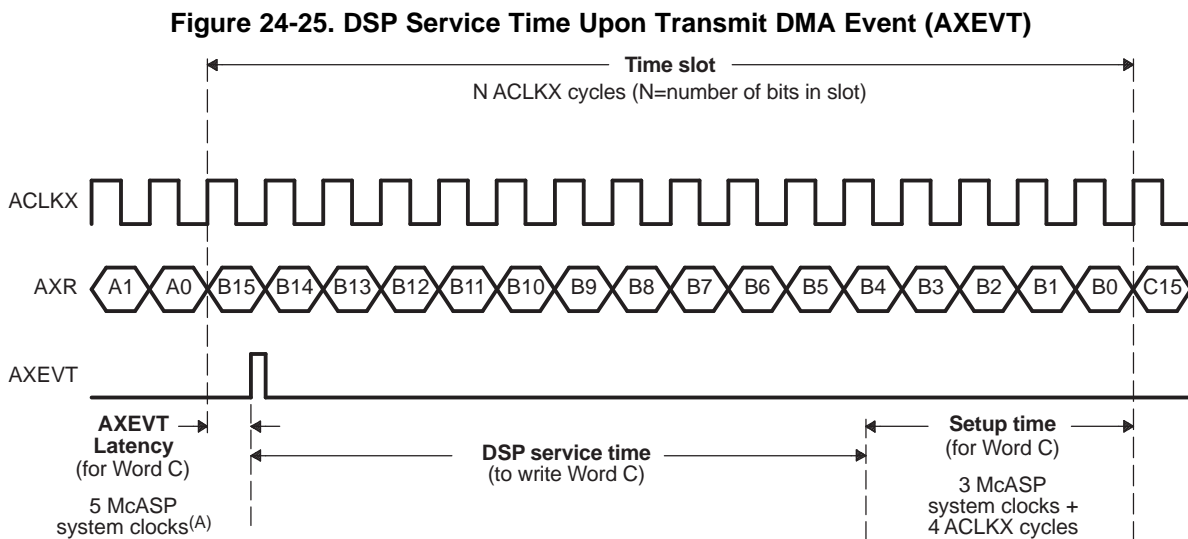 Figure 24-25. DSP Service Time Upon Transmit DMA Event (AXEVT)
Time slot
N ACLKX cycles (N=number of bits in slot)
ACLKX
AXR A1 A0 B15 B14 B13 B12 B11 B10 B9 B8 B7 B6 B5 B4 B3 B2 B1 B0 C15
AXEVT
AXEVT
Latency
(for Word C)
5 McASP
system clocks(A)
DSP service time
(to write Word C)
Setup time
(for Word C)
3 McASP
system clocks +
4 ACLKX cycles